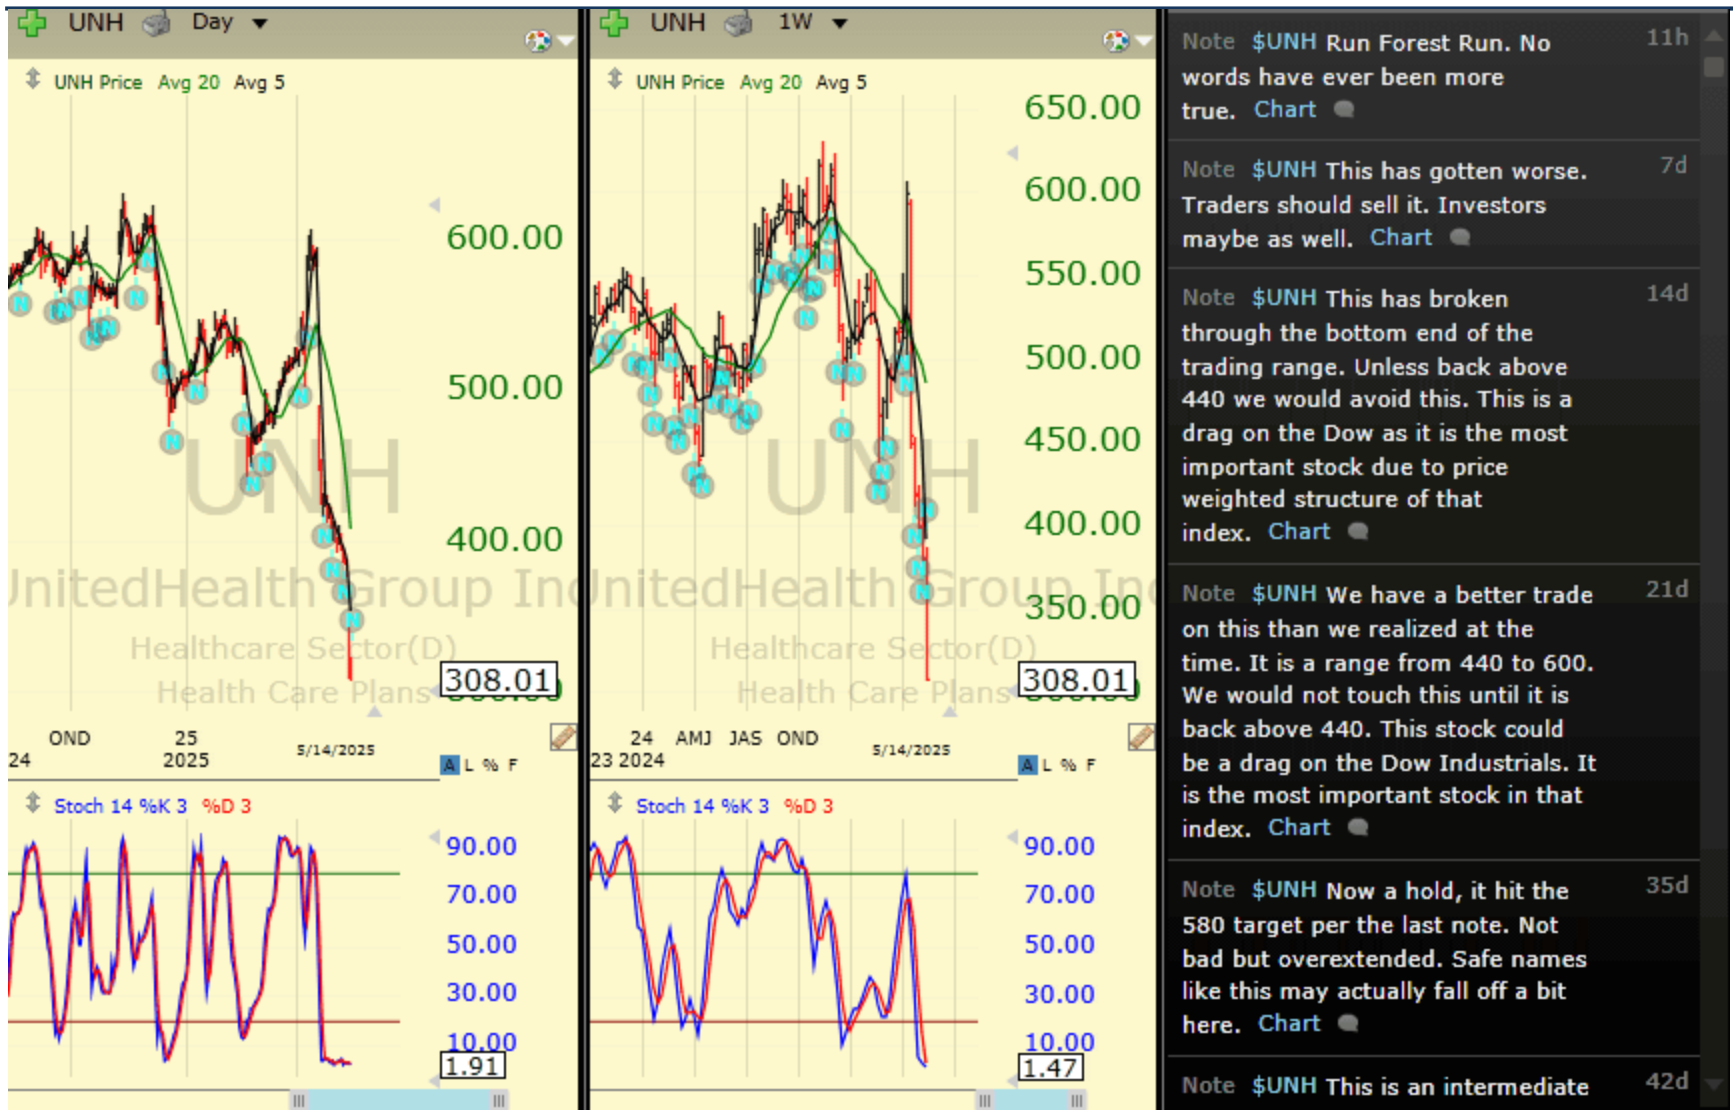 UNH Day
UNH Price Avg 20 Avg 5
600.00
500.00
400.00
UNH
UnitedHealth Group Inc
Healthcare Sector(D)
Health Care Plans
308.01
OND 25 5/14/2025
24 2025
A L % F
Stoch 14 %K 3 %D 3
90.00
70.00
50.00
30.00
10.00
1.91
UNH 1W
UNH Price Avg 20 Avg 5
650.00
600.00
550.00
500.00
450.00
400.00
350.00
UNH
UnitedHealth Group Inc
Healthcare Sector(D)
Health Care Plans
308.01
24 AMJ JAS OND 5/14/2025
23 2024
A L % F
Stoch 14 %K 3 %D 3
90.00
70.00
50.00
30.00
10.00
1.47
Note $UNH Run Forest Run. No 11h
words have ever been more
true. Chart
Note $UNH This has gotten worse. 7d
Traders should sell it. Investors
maybe as well. Chart
Note $UNH This has broken 14d
through the bottom end of the
trading range. Unless back above
440 we would avoid this. This is a
drag on the Dow as it is the most
important stock due to price
weighted structure of that
index. Chart
Note $UNH We have a better trade 21d
on this than we realized at the
time. It is a range from 440 to 600.
We would not touch this until it is
back above 440. This stock could
be a drag on the Dow Industrials. It
is the most important stock in that
index. Chart
Note $UNH Now a hold, it hit the 35d
580 target per the last note. Not
bad but overextended. Safe names
like this may actually fall off a bit
here. Chart
Note $UNH This is an intermediate 42d